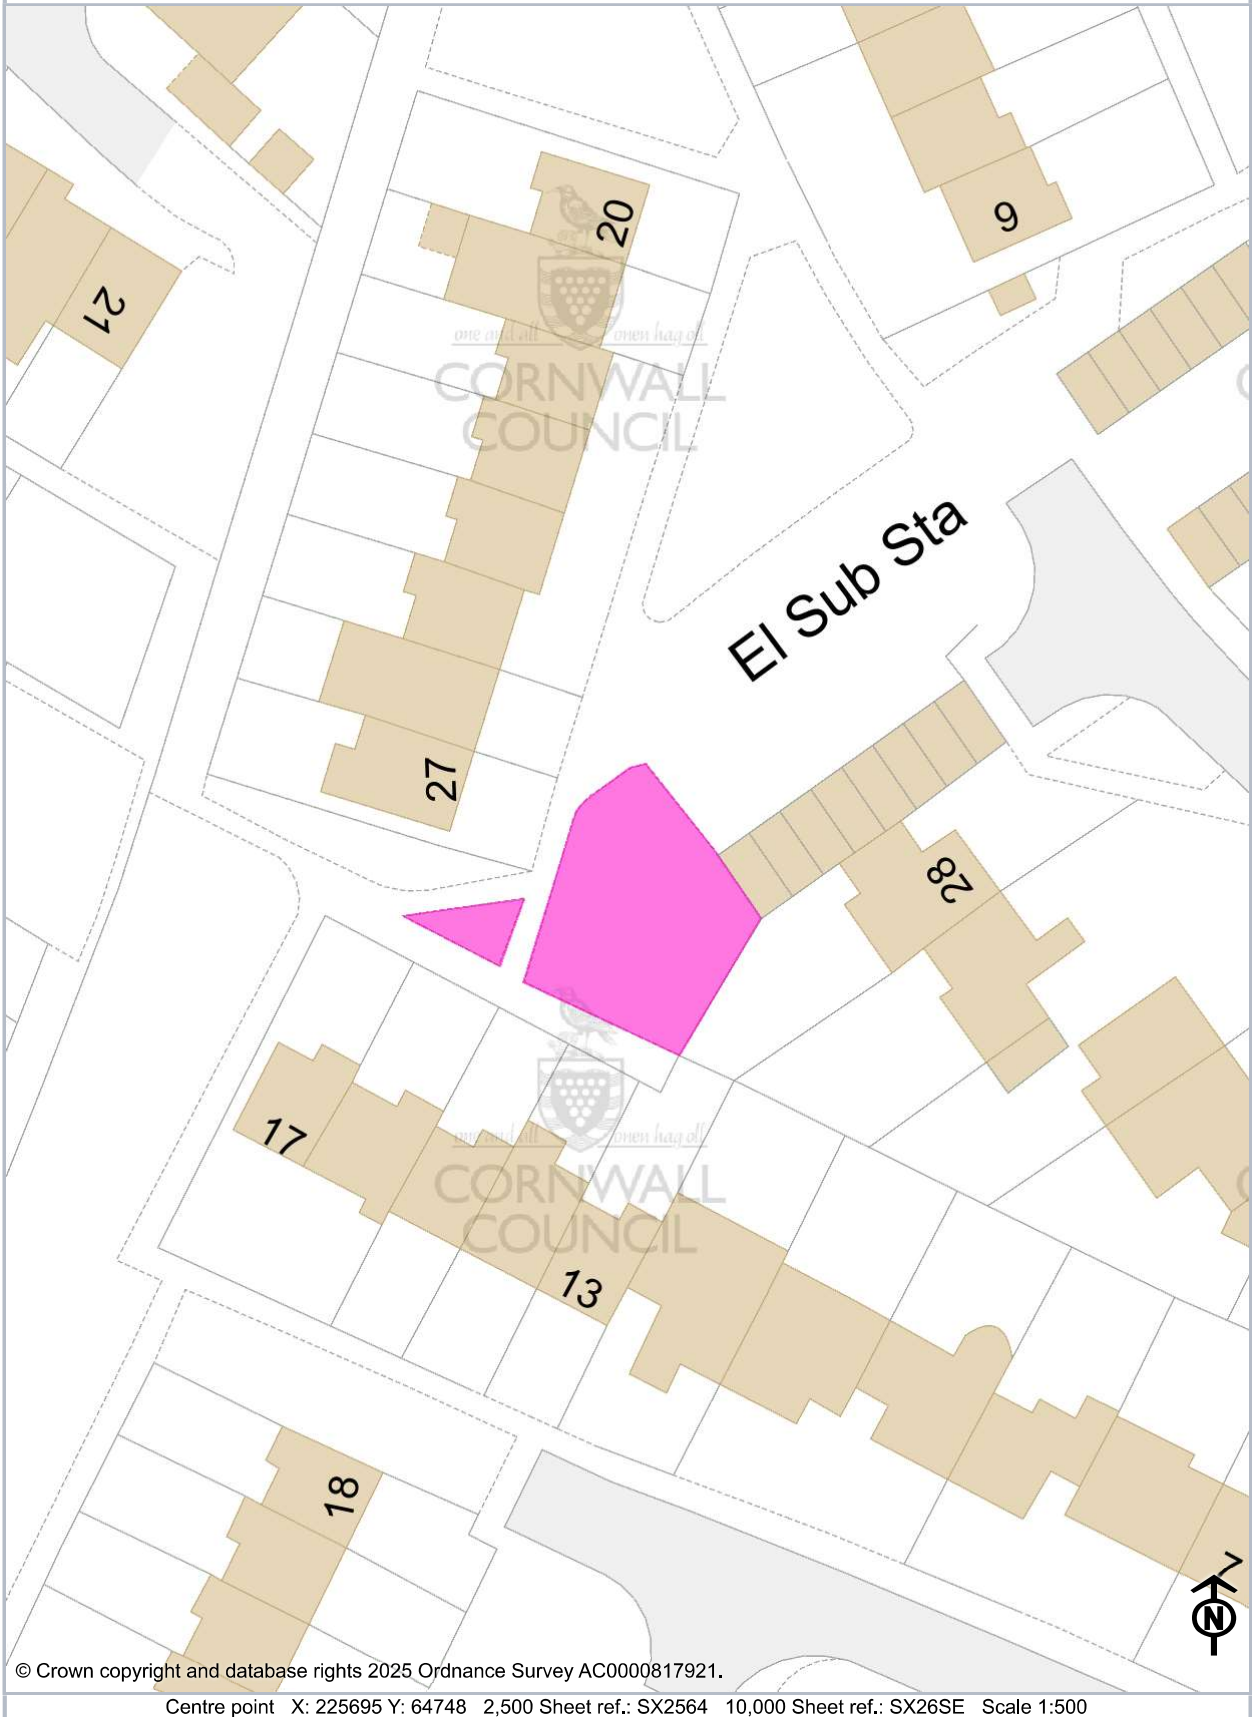 20
9
21
one and all onen hag oll
CORNWALL
COUNCIL
El Sub Sta
27
28
17
one and all onen hag oll
CORNWALL
COUNCIL
13
18
7
N
© Crown copyright and database rights 2025 Ordnance Survey AC0000817921.
Centre point X: 225695 Y: 64748 2,500 Sheet ref.: SX2564 10,000 Sheet ref.: SX26SE Scale 1:500